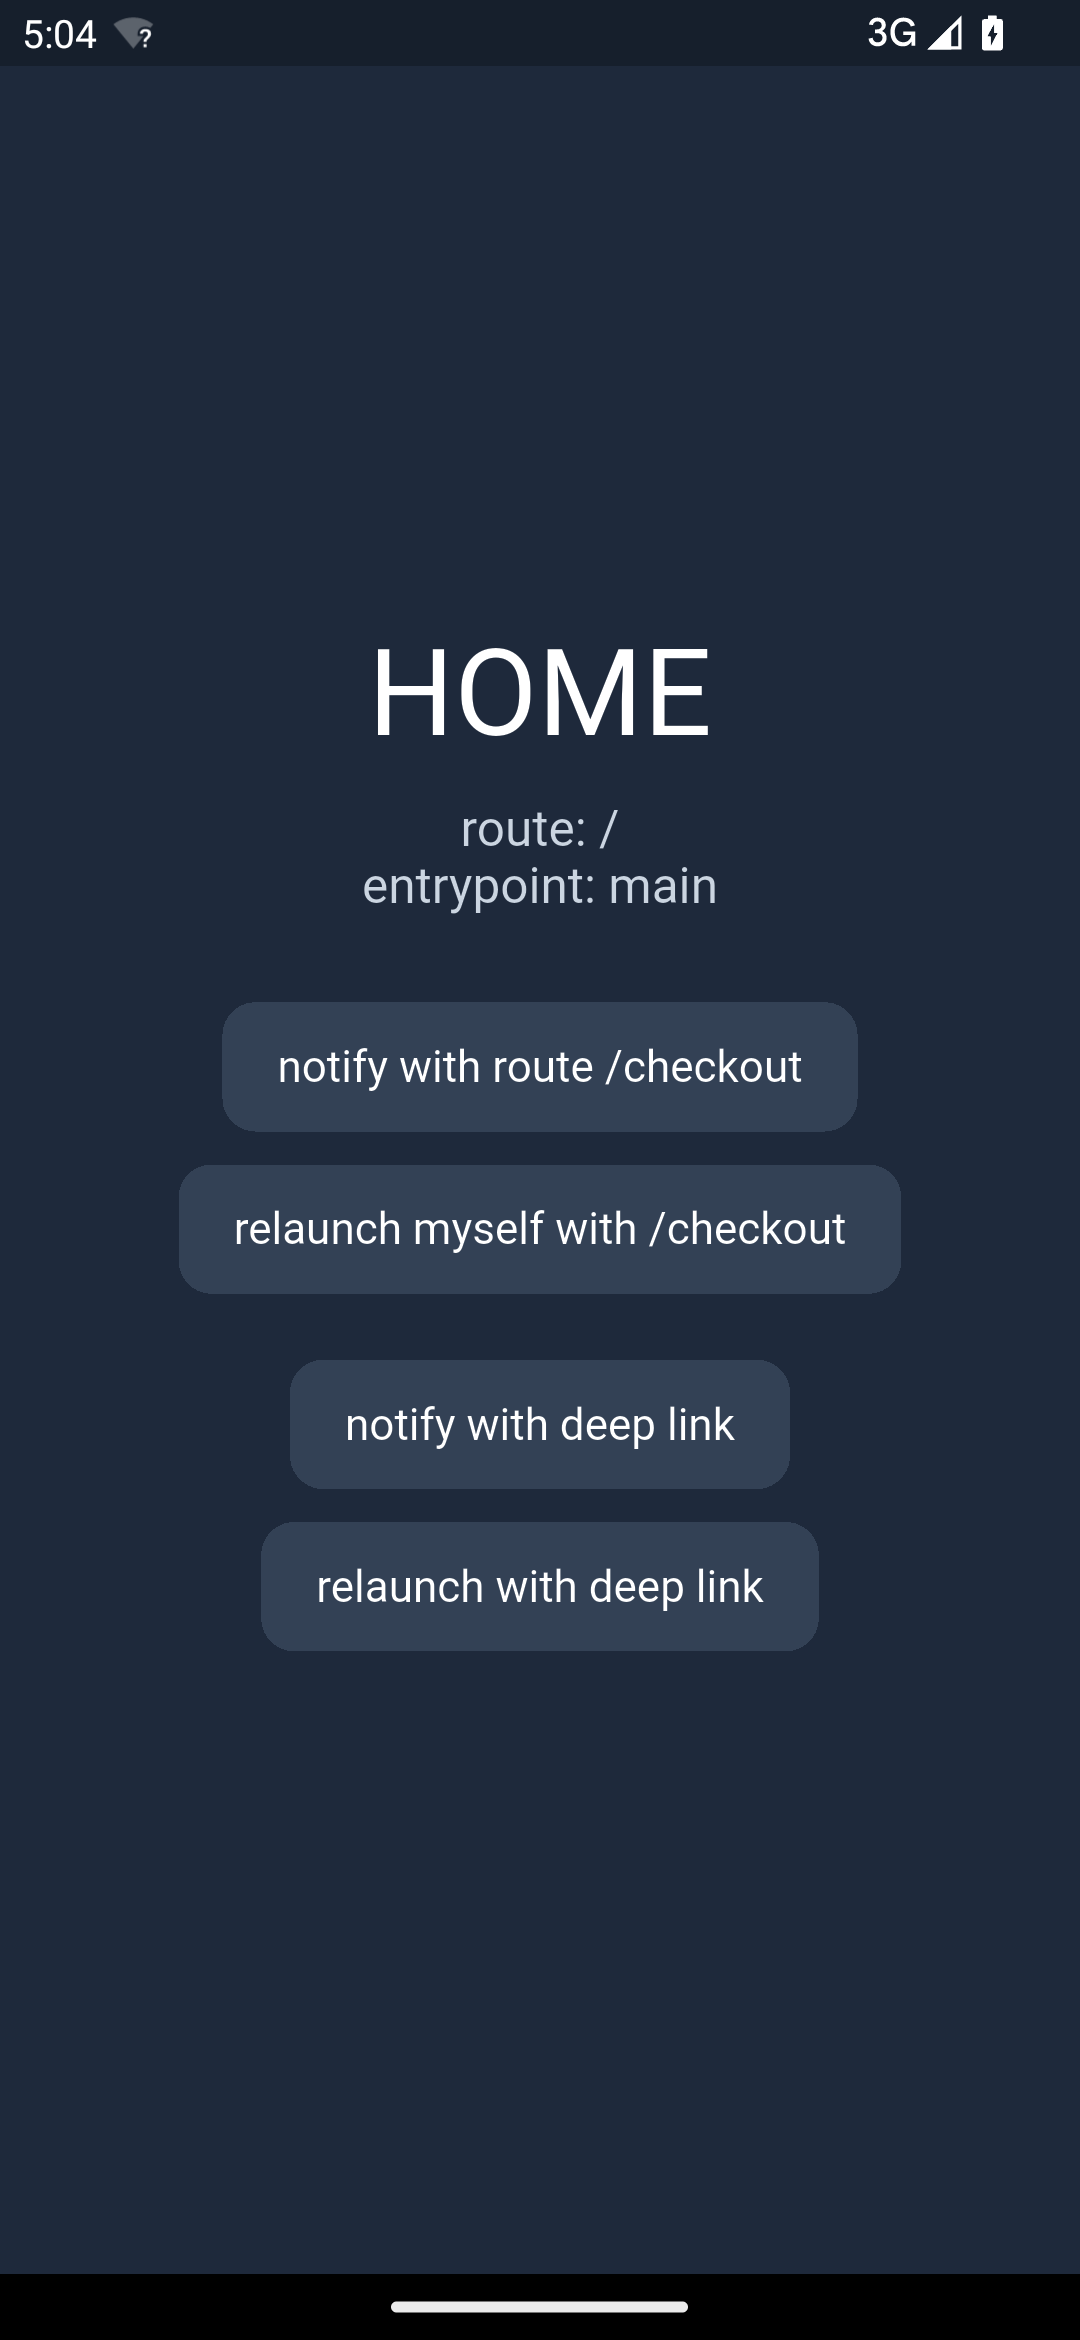 5:04
3G
HOME
route: /
entrypoint: main
notify with route /checkout
relaunch myself with /checkout
notify with deep link
relaunch with deep link